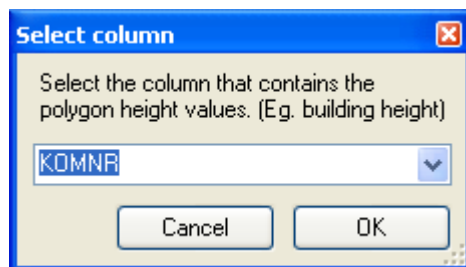 Select column
Select the column that contains the
polygon height values. (Eg. building height)
KOMNR
Cancel OK